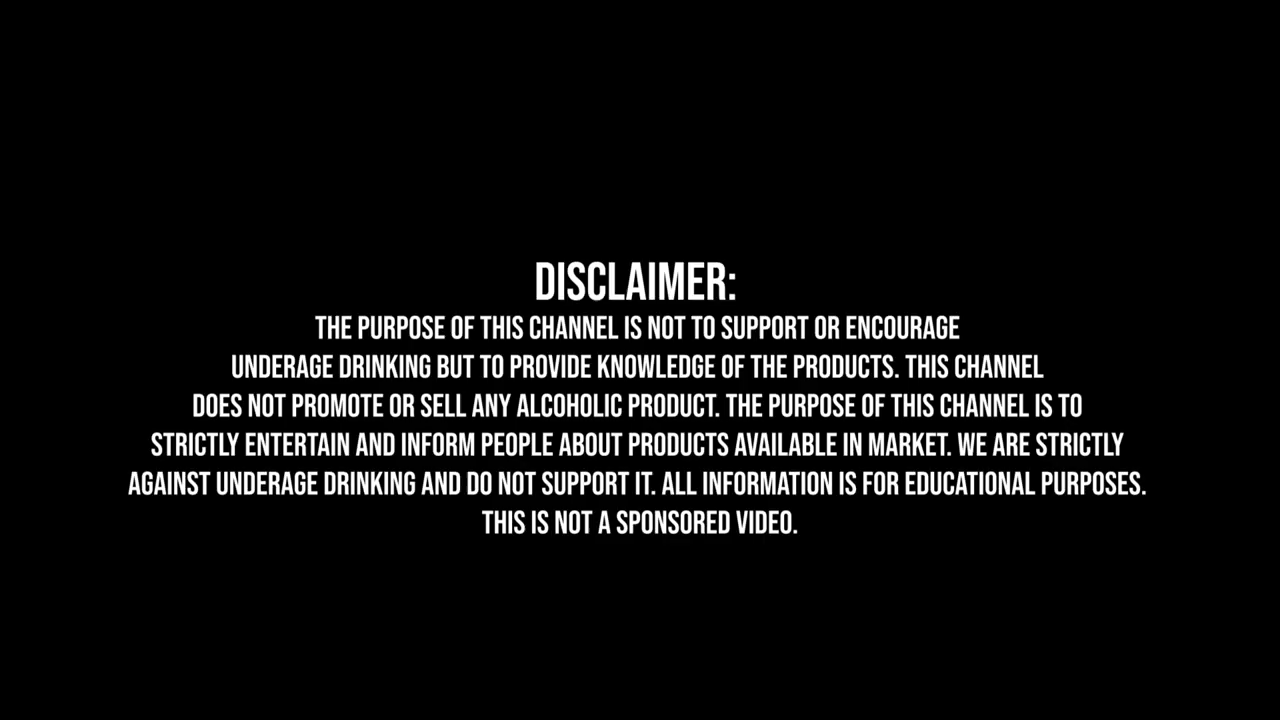 DISCLAIMER:
THE PURPOSE OF THIS CHANNEL IS NOT TO SUPPORT OR ENCOURAGE
UNDERAGE DRINKING BUT TO PROVIDE KNOWLEDGE OF THE PRODUCTS. THIS CHANNEL
DOES NOT PROMOTE OR SELL ANY ALCOHOLIC PRODUCT. THE PURPOSE OF THIS CHANNEL IS TO
STRICTLY ENTERTAIN AND INFORM PEOPLE ABOUT PRODUCTS AVAILABLE IN MARKET. WE ARE STRICTLY
AGAINST UNDERAGE DRINKING AND DO NOT SUPPORT IT. ALL INFORMATION IS FOR EDUCATIONAL PURPOSES.
THIS IS NOT A SPONSORED VIDEO.